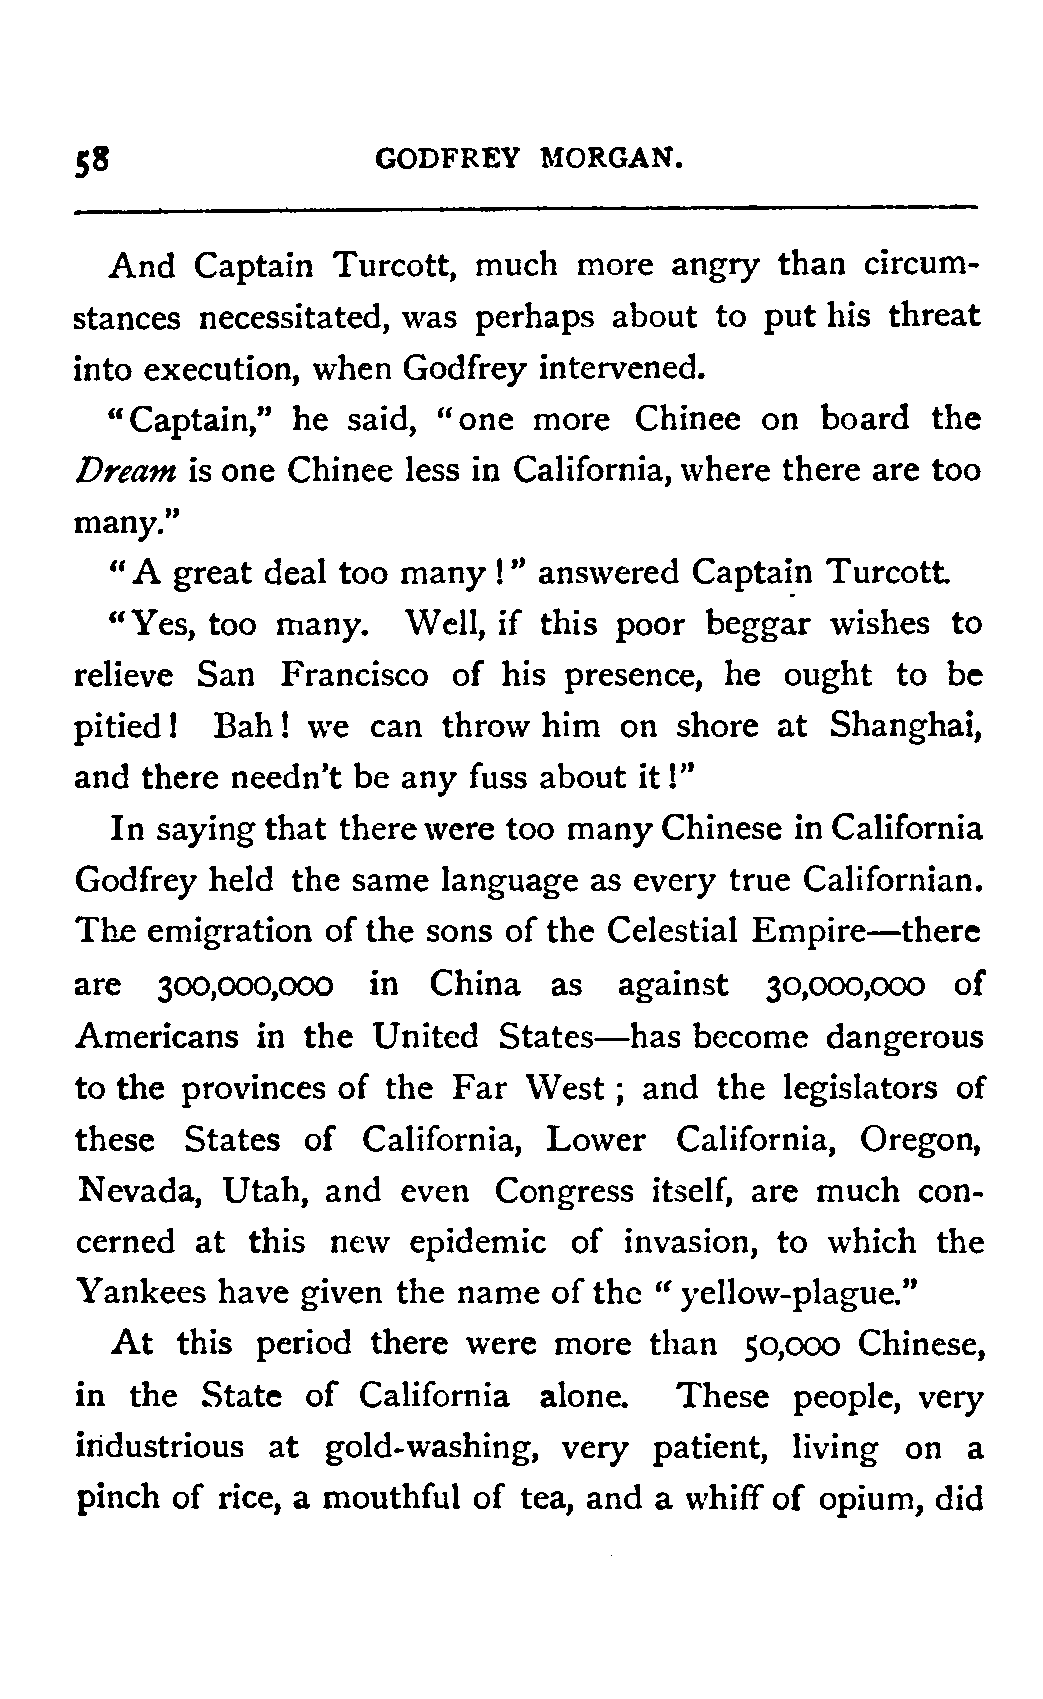 58 GODFREY MORGAN.
And Captain Turcott, much more angry than circum-
stances necessitated, was perhaps about to put his threat
into execution, when Godfrey intervened.
"Captain," he said, "one more Chinee on board the
Dream is one Chinee less in California, where there are too
many."
"A great deal too many!" answered Captain Turcott.
"Yes, too many. Well, if this poor beggar wishes to
relieve San Francisco of his presence, he ought to be
pitied! Bah! we can throw him on shore at Shanghai,
and there needn't be any fuss about it!"
In saying that there were too many Chinese in California
Godfrey held the same language as every true Californian.
The emigration of the sons of the Celestial Empire—there
are 300,000,000 in China as against 30,000,000 of
Americans in the United States—has become dangerous
to the provinces of the Far West; and the legislators of
these States of California, Lower California, Oregon,
Nevada, Utah, and even Congress itself, are much con-
cerned at this new epidemic of invasion, to which the
Yankees have given the name of the "yellow-plague."
At this period there were more than 50,000 Chinese,
in the State of California alone. These people, very
industrious at gold-washing, very patient, living on a
pinch of rice, a mouthful of tea, and a whiff of opium, did